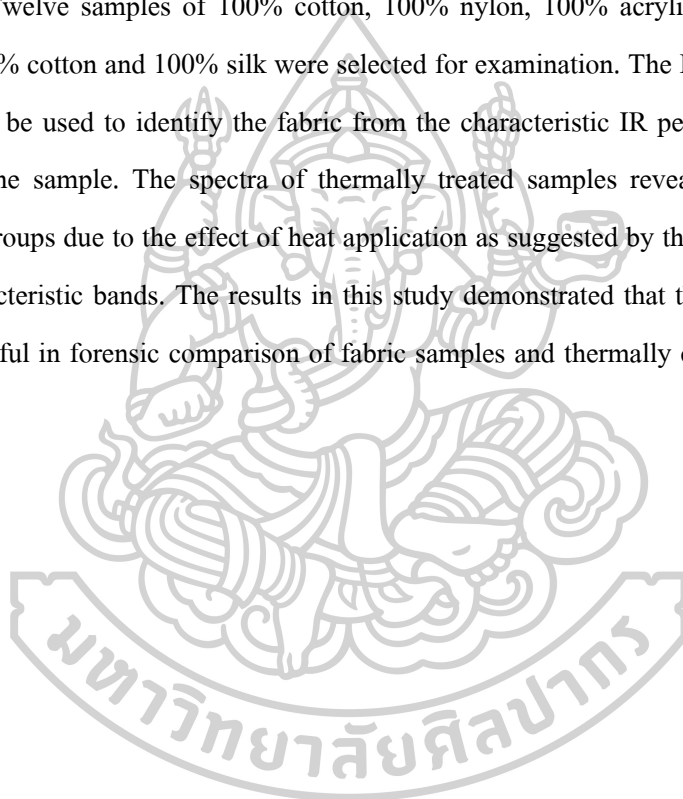 welve samples of 100% cotton, 100% nylon, 100% acryli
% cotton and 100% silk were selected for examination. The
be used to identify the fabric from the characteristic IR pe
ne sample. The spectra of thermally treated samples revea
roups due to the effect of heat application as suggested by th
cteristic bands. The results in this study demonstrated that t
ful in forensic comparison of fabric samples and thermally
มหาวิทยาลัยศิลปากร